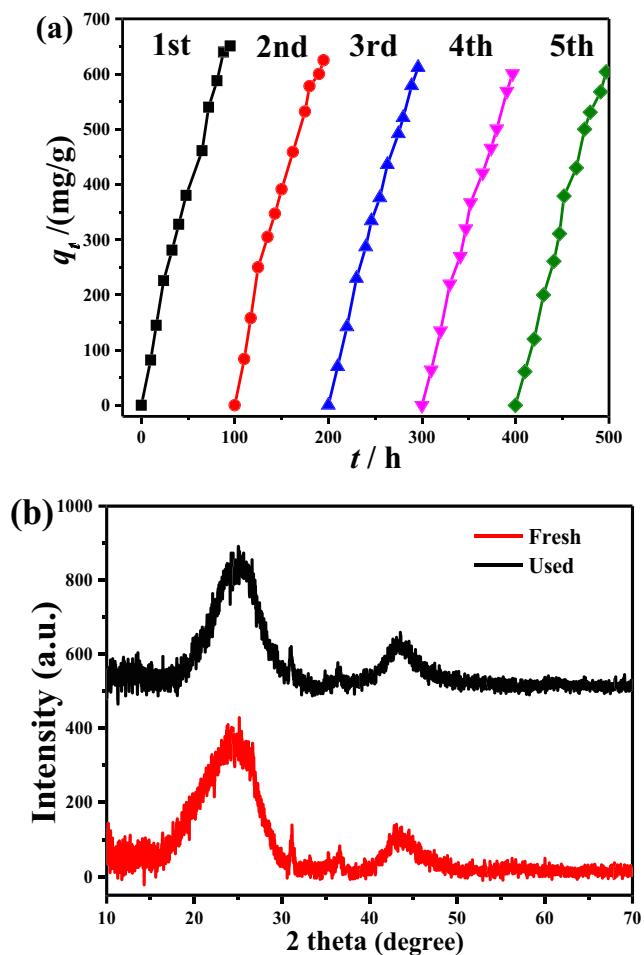 (a)
1st 2nd 3rd 4th 5th
700
600
500
400
300
200
100
0
qt /(mg/g)
0 100 200 300 400 500
t / h
(b)
1000
800
600
400
200
0
Intensity (a.u.)
Fresh
Used
10 20 30 40 50 60 70
2 theta (degree)